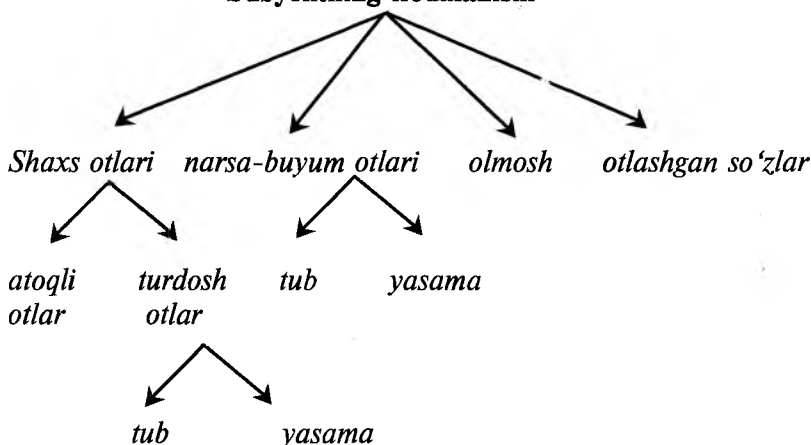 Shaxs otlari narsa-buyum otlari olmosh otlashgan so‘zlar
atoqli turdosh tub yasama
otlar otlar
tub yasama